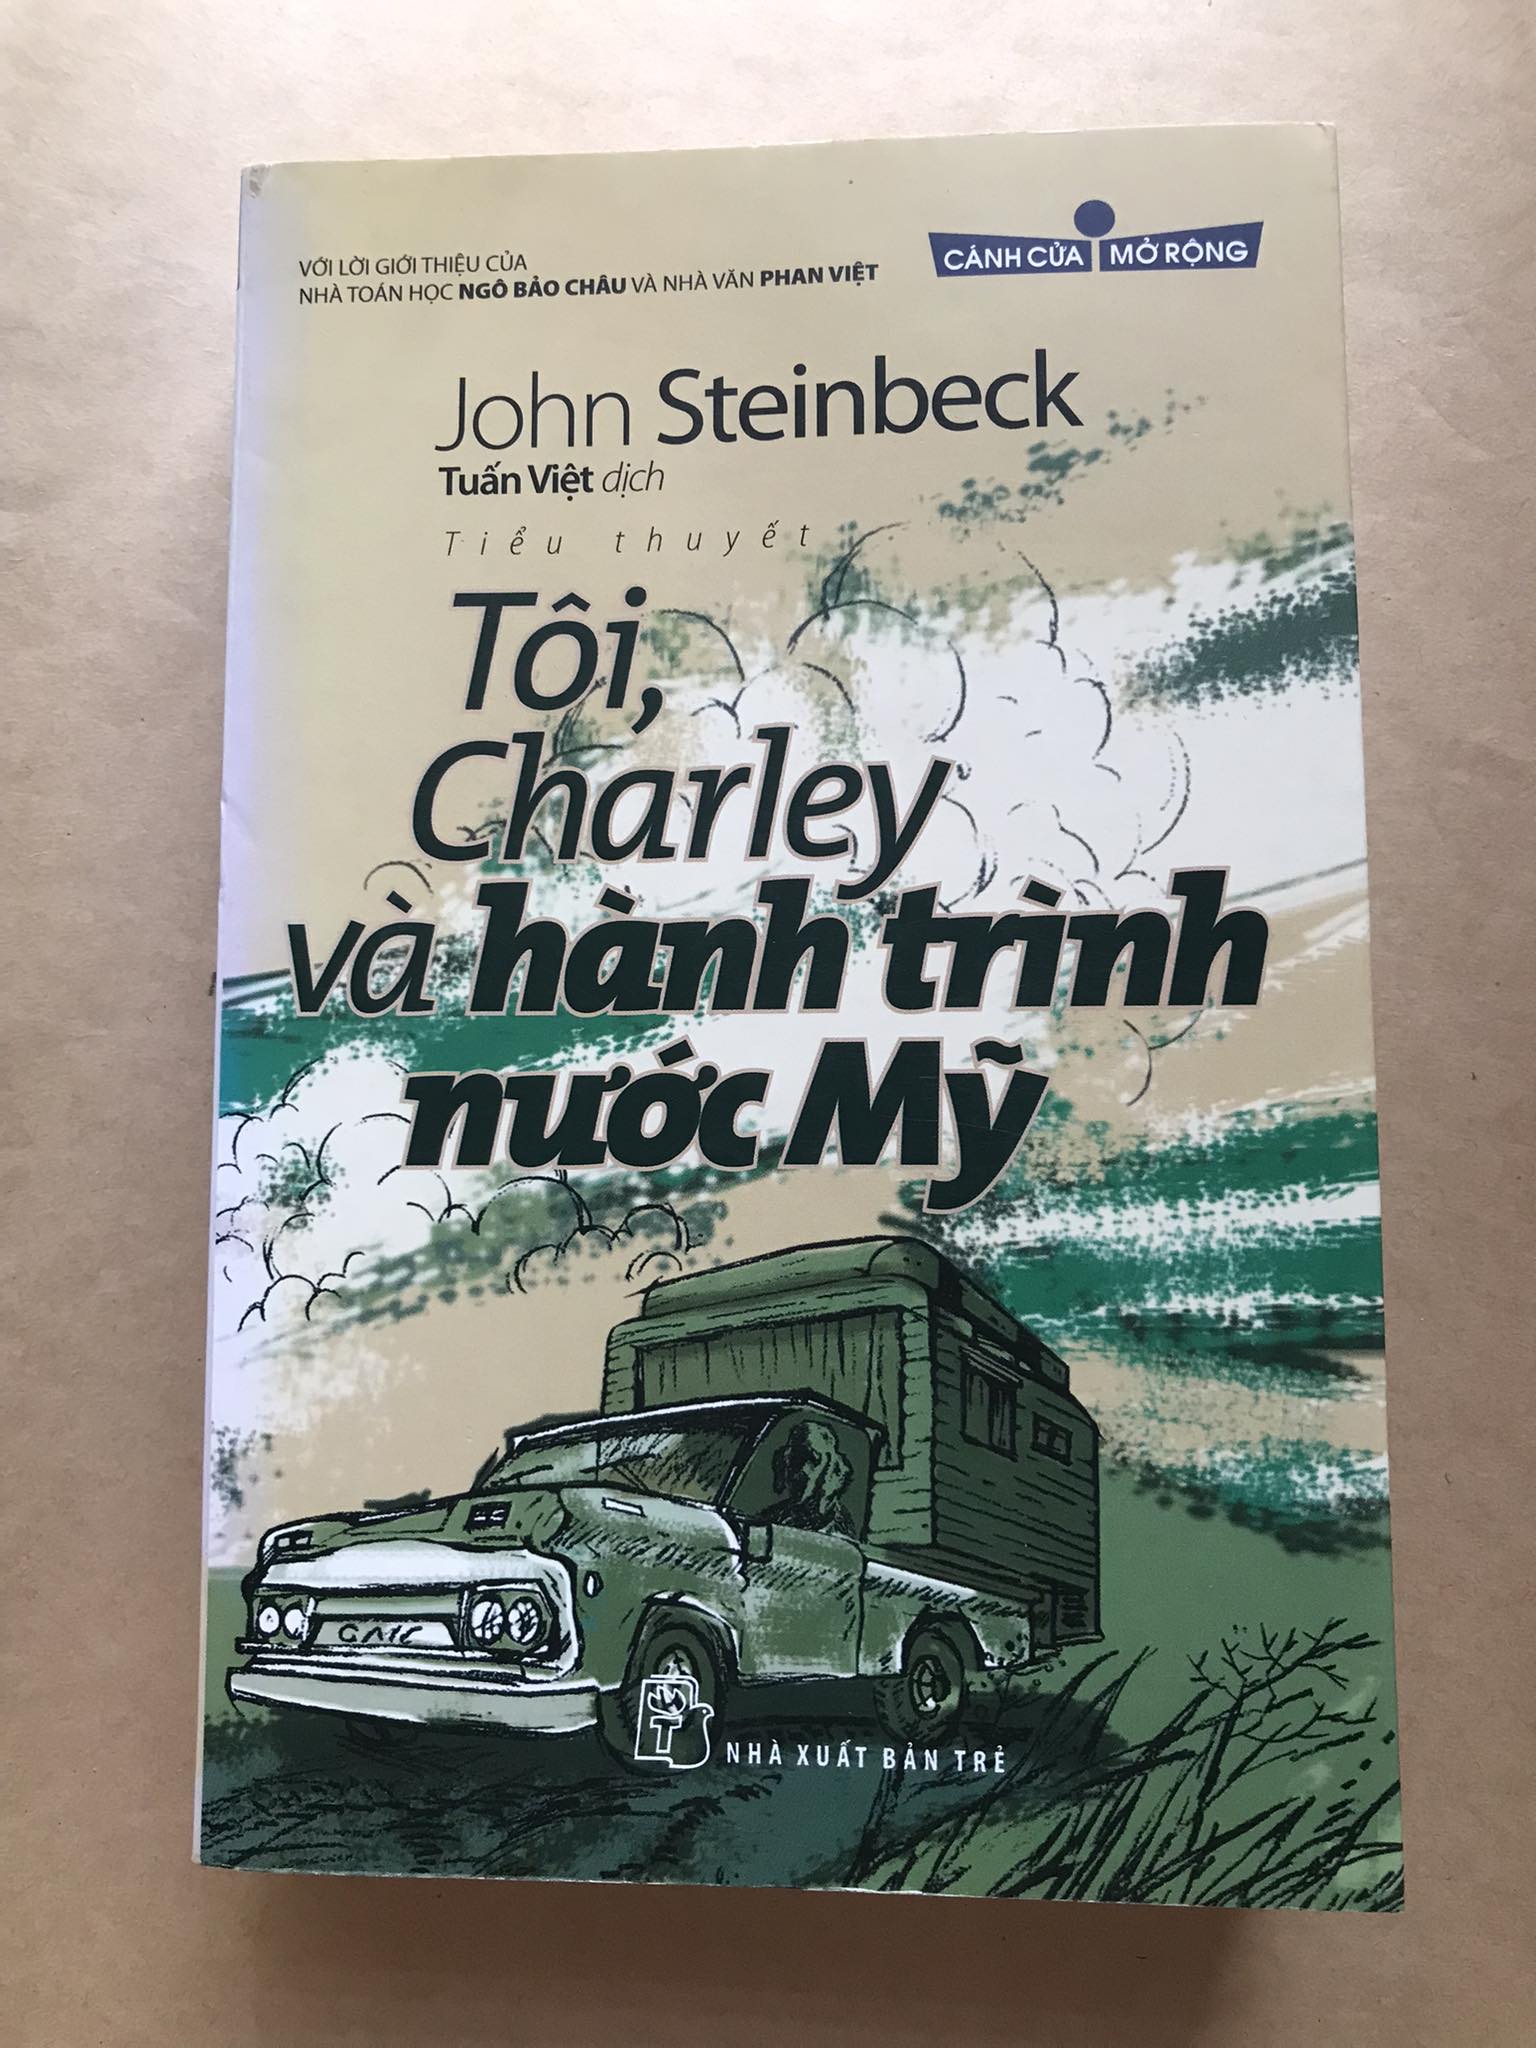 VỚI LỜI GIỚI THIỆU CỦA
NHÀ TOÁN HỌC NGÔ BẢO CHÂU VÀ NHÀ VĂN PHAN VIỆT
CÁNH CỬA MỞ RỘNG
John Steinbeck
Tuấn Việt dịch
Tiểu thuyết
Tôi,
Charley
và hành trình
nước Mỹ
GMC
T
NHÀ XUẤT BẢN TRẺ